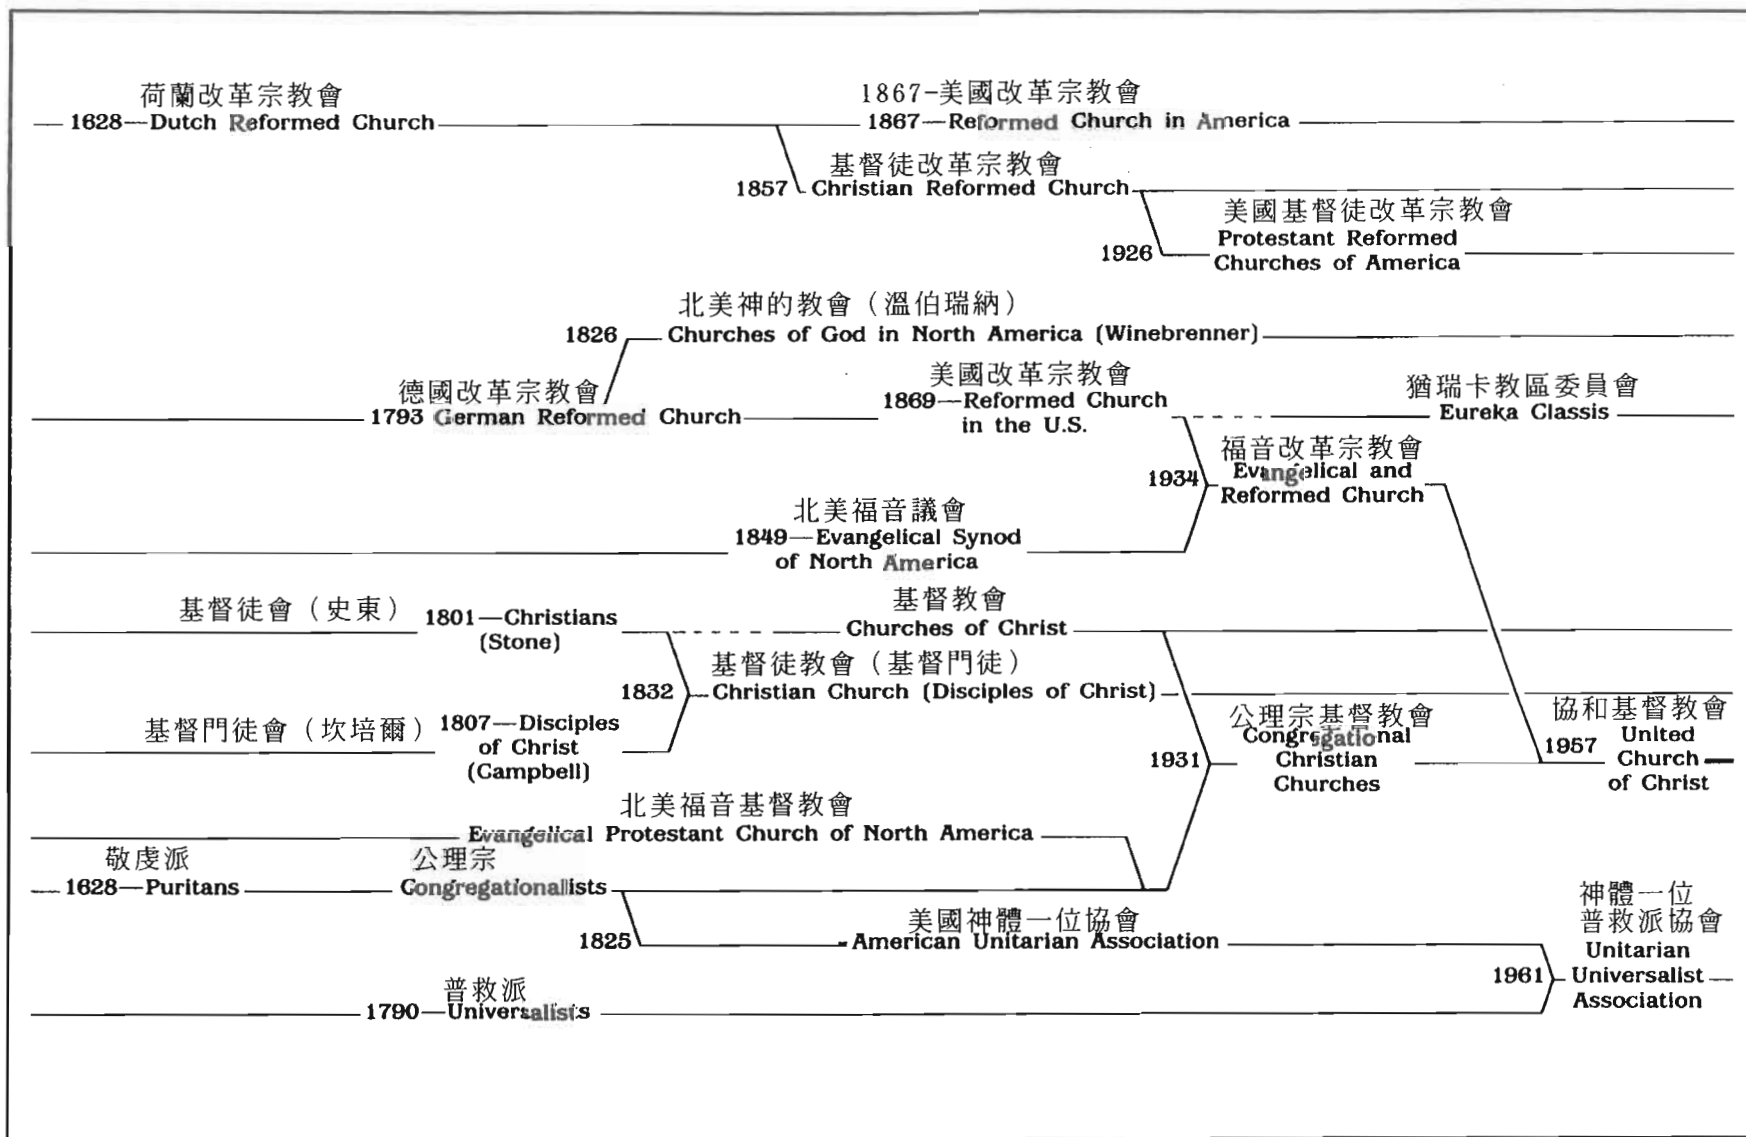 荷蘭改革宗教會
1628—Dutch Reformed Church
1867-美國改革宗教會
1867—Reformed Church in America
基督徒改革宗教會
1857 Christian Reformed Church
美國基督徒改革宗教會
Protestant Reformed
1926 Churches of America
北美神的教會（溫伯瑞納）
1826 Churches of God in North America (Winebrenner)
德國改革宗教會
1793 German Reformed Church
美國改革宗教會
1869—Reformed Church
in the U.S.
猶瑞卡教區委員會
Eureka Classis
福音改革宗教會
1934 Evangelical and
Reformed Church
北美福音議會
1849—Evangelical Synod
of North America
基督徒會（史東）
1801—Christians
(Stone)
基督教會
Churches of Christ
基督徒教會（基督門徒）
1832 Christian Church (Disciples of Christ)
基督門徒會（坎培爾）
1807—Disciples
of Christ
(Campbell)
公理宗基督教會
Congregational
1931 Christian
Churches
協和基督教會
1957 United
Church
of Christ
北美福音基督教會
Evangelical Protestant Church of North America
敬虔派
1628—Puritans
公理宗
Congregationalists
美國神體一位協會
1825 American Unitarian Association
神體一位
普救派協會
Unitarian
1961 Universalist
Association
普救派
1790—Universalists